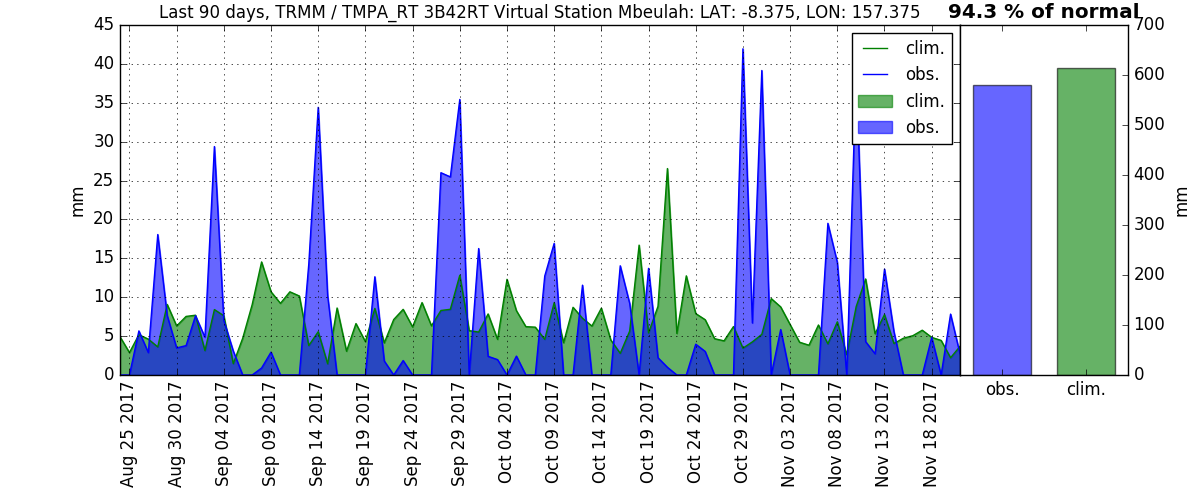 Last 90 days, TRMM / TMPA_RT 3B42RT Virtual Station Mbeulah: LAT: -8.375, LON: 157.375
94.3 % of normal
mm
45
40
35
30
25
20
15
10
5
0
clim.
obs.
clim.
obs.
Aug 25 2017
Aug 30 2017
Sep 04 2017
Sep 09 2017
Sep 14 2017
Sep 19 2017
Sep 24 2017
Sep 29 2017
Oct 04 2017
Oct 09 2017
Oct 14 2017
Oct 19 2017
Oct 24 2017
Oct 29 2017
Nov 03 2017
Nov 08 2017
Nov 13 2017
Nov 18 2017
700
600
500
400
300
200
100
0
mm
obs.
clim.